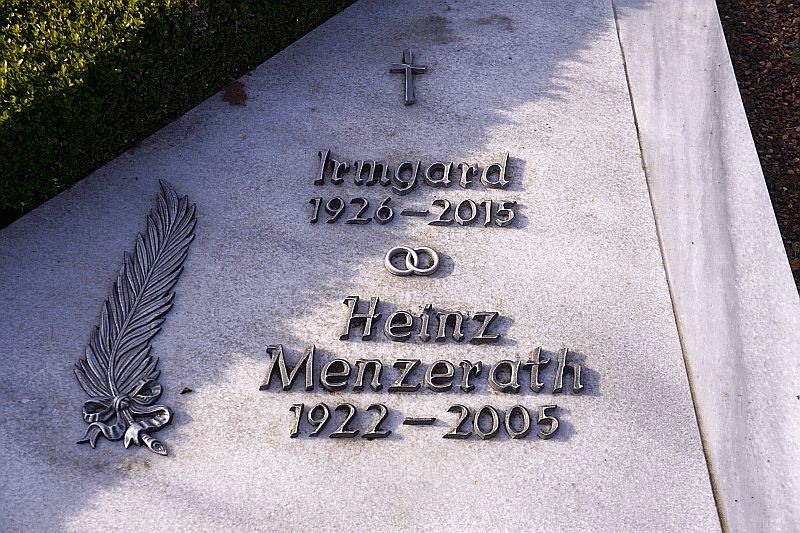 Irmgard
1926–2015
Heinz
Menzerath
1922–2005